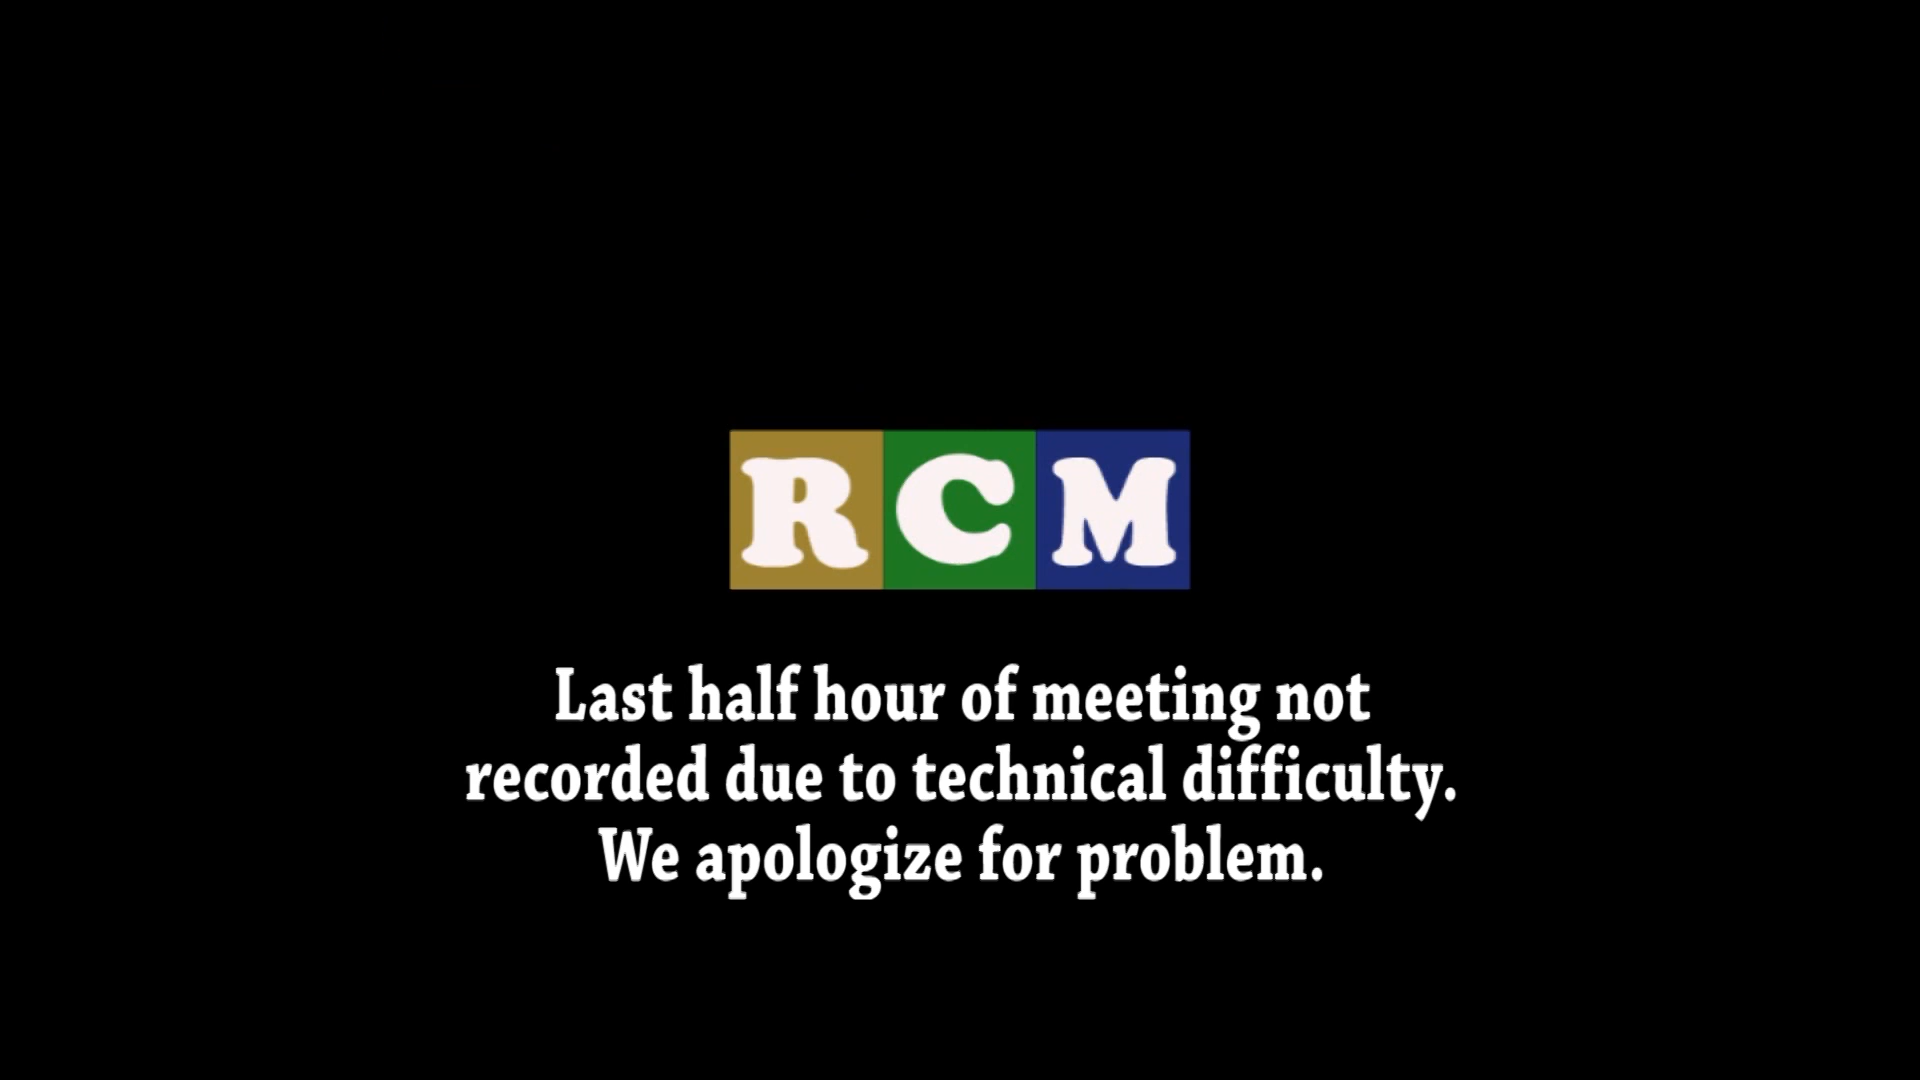 RCM
Last half hour of meeting not
recorded due to technical difficulty.
We apologize for problem.